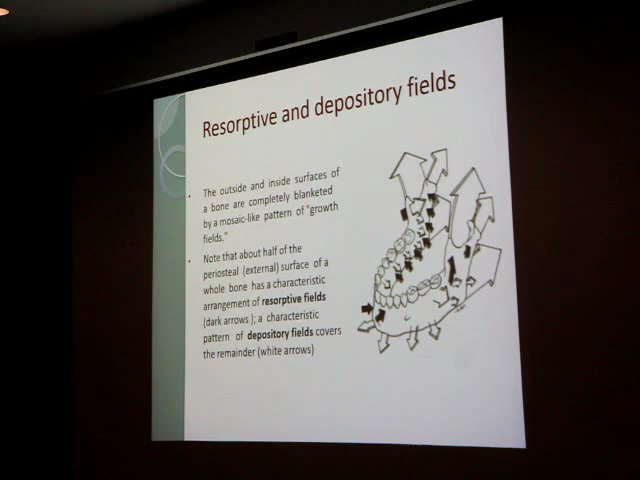 Resorptive and depository fields
The outside and inside surfaces of
a bone are completely blanketed
by a mosaic-like pattern of "growth
fields."
Note that about half of the
periosteal (external) surface of a
whole bone has a characteristic
arrangement of resorptive fields
(dark arrows ); a characteristic
pattern of depository fields covers
the remainder (white arrows)